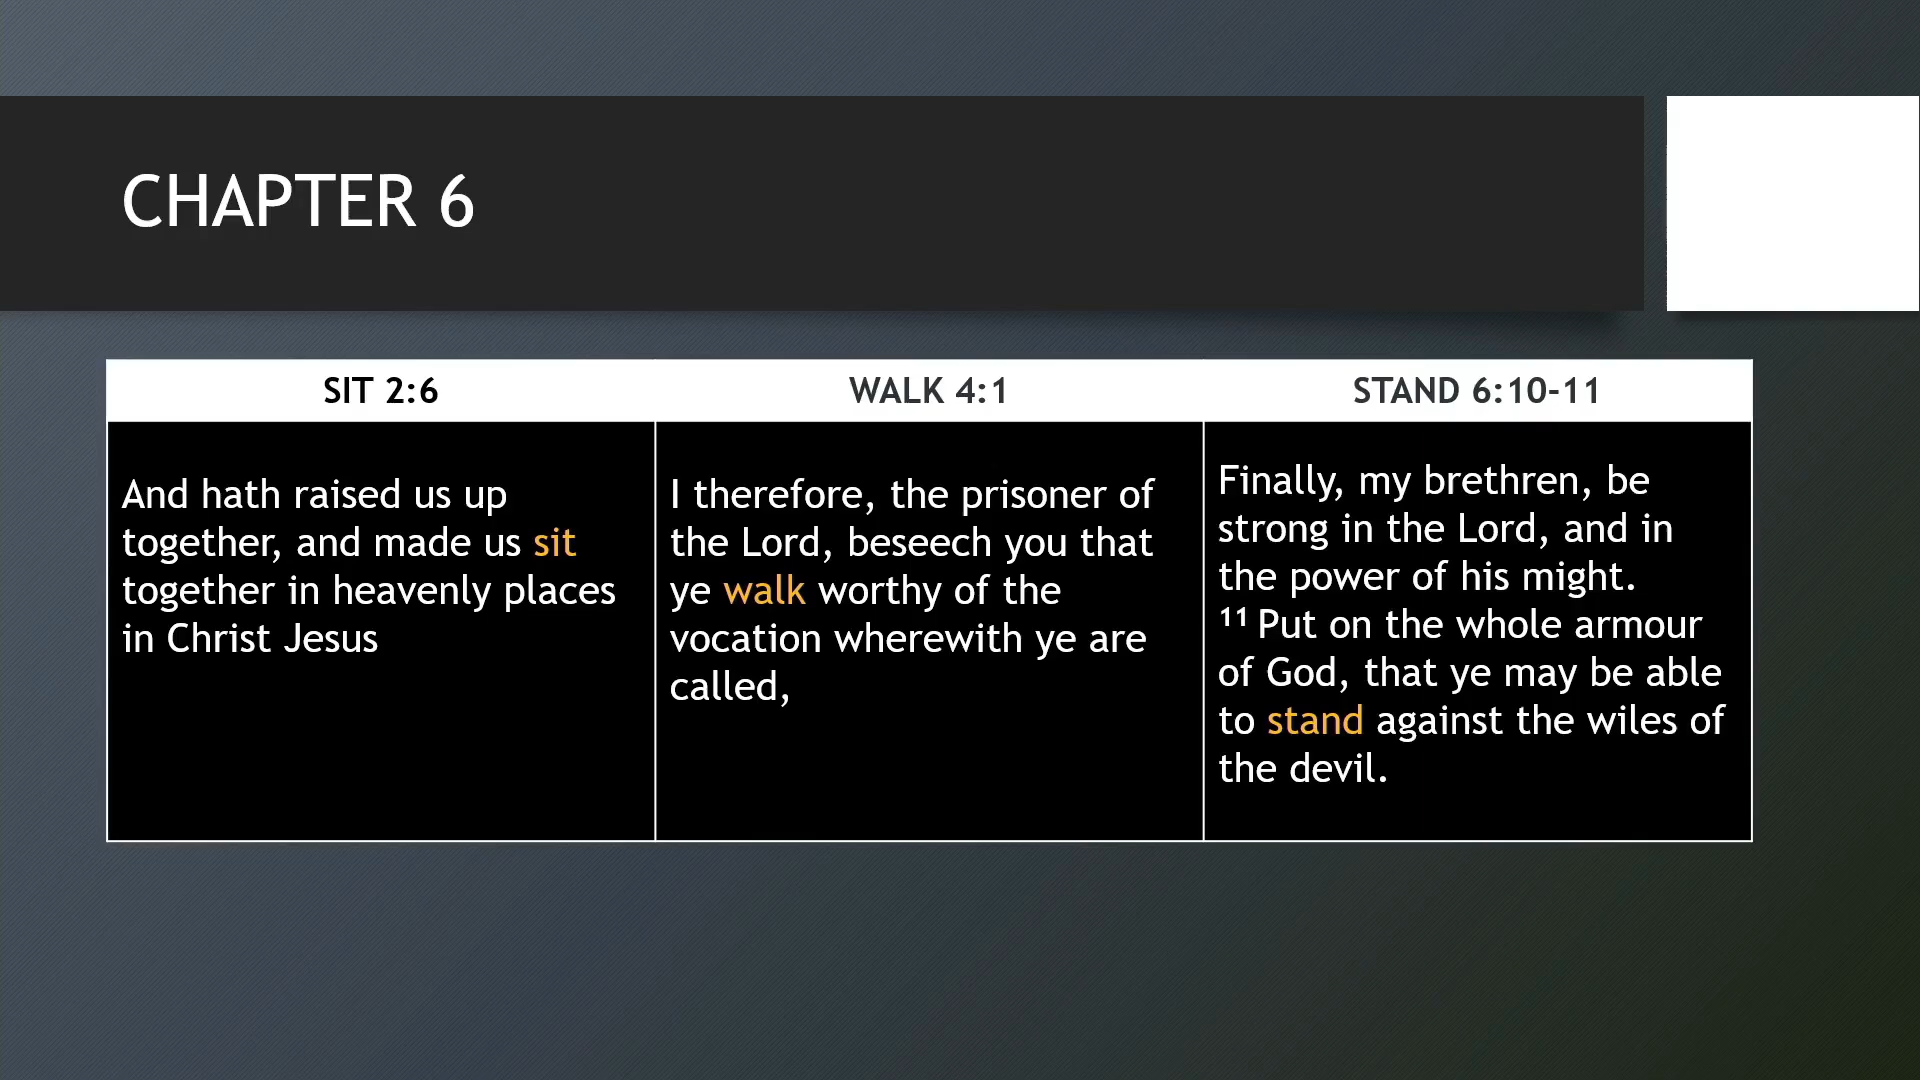 CHAPTER 6
SIT 2:6
WALK 4:1
STAND 6:10-11
And hath raised us up
together, and made us sit
together in heavenly places
in Christ Jesus
I therefore, the prisoner of
the Lord, beseech you that
ye walk worthy of the
vocation wherewith ye are
called,
Finally, my brethren, be
strong in the Lord, and in
the power of his might.
¹¹ Put on the whole armour
of God, that ye may be able
to stand against the wiles of
the devil.